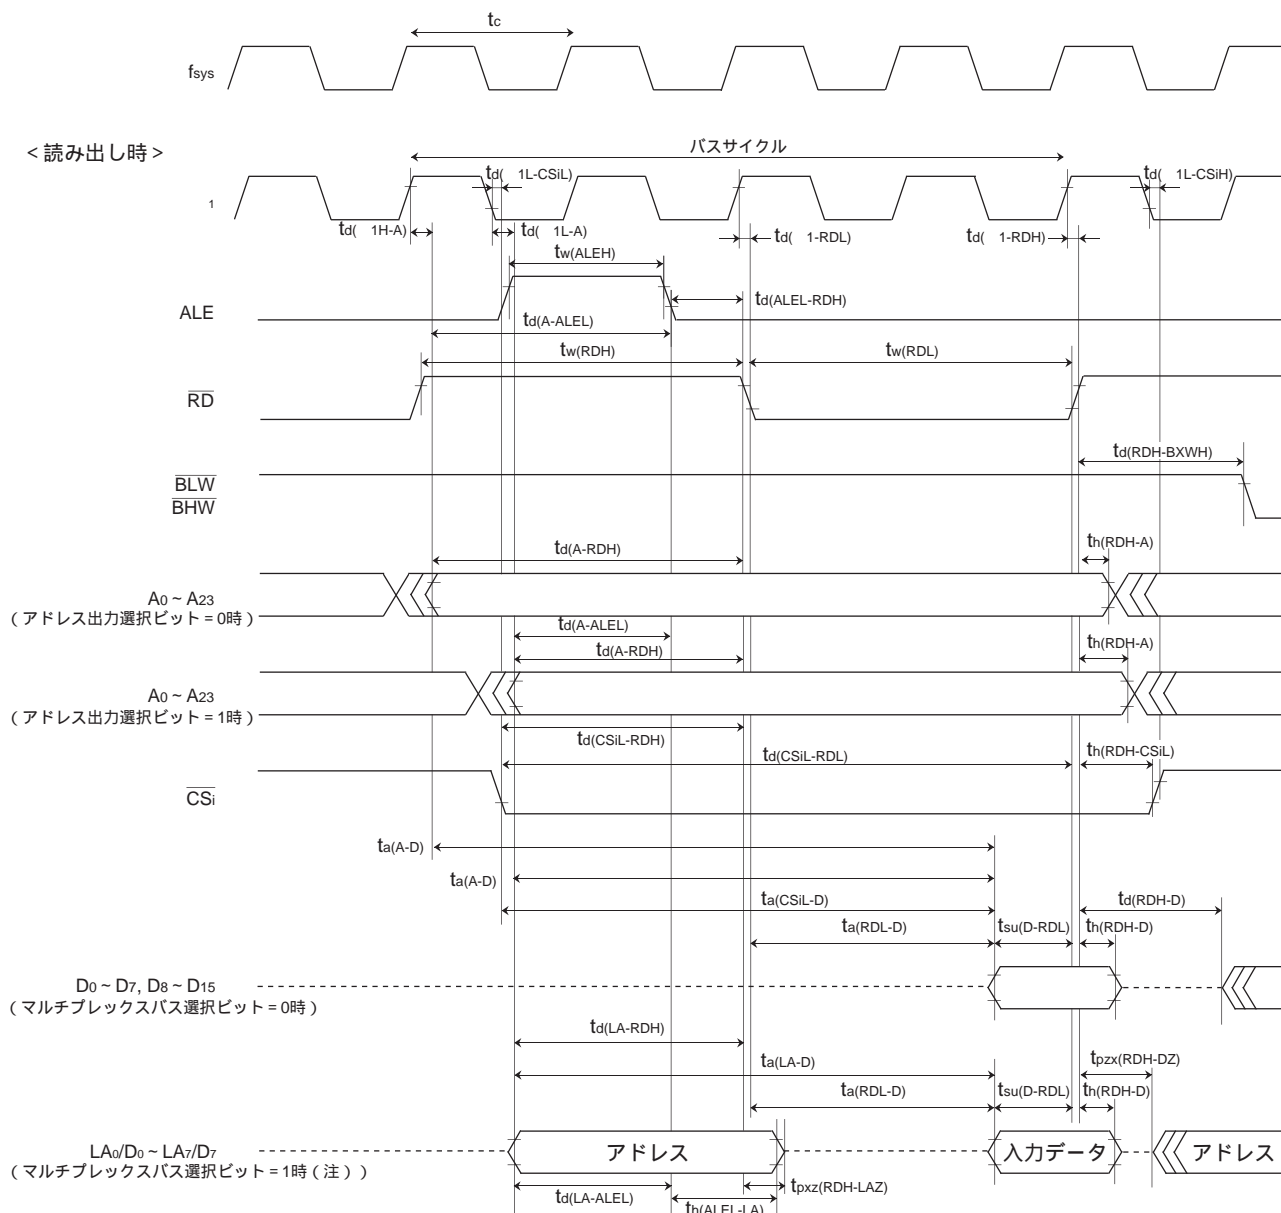 tc
fsys
<読み出し時>
バスサイクル
td( 1L-CSiL)
td( 1L-CSiH)
1
td( 1H-A)
td( 1L-A)
td( 1-RDL)
td( 1-RDH)
tw(ALEH)
td(ALEL-RDH)
ALE
td(A-ALEL)
tw(RDH)
tw(RDL)
RD
td(RDH-BXWH)
BLW
BHW
td(A-RDH)
th(RDH-A)
A0~A23
(アドレス出力選択ビット=0時)
td(A-ALEL)
td(A-RDH)
th(RDH-A)
A0~A23
(アドレス出力選択ビット=1時)
td(CSiL-RDH)
td(CSiL-RDL)
th(RDH-CSiL)
CSi
ta(A-D)
ta(A-D)
ta(CSiL-D)
td(RDH-D)
ta(RDL-D)
tsu(D-RDL)
th(RDH-D)
D0~D7, D8~D15
(マルチプレックスバス選択ビット=0時)
td(LA-RDH)
ta(LA-D)
tpzx(RDH-DZ)
ta(RDL-D)
tsu(D-RDL)
th(RDH-D)
LA0/D0~LA7/D7
アドレス
入力データ
アドレス
(マルチプレックスバス選択ビット=1時(注))
td(LA-ALEL)
tpxz(RDH-LAZ)
th(ALEL-LA)